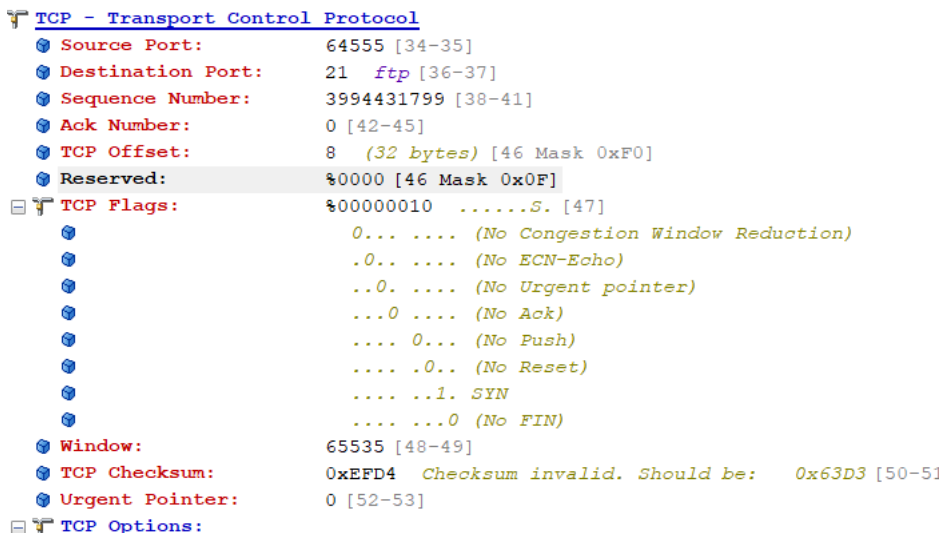 TCP - Transport Control Protocol
Source Port: 64555 [34-35]
Destination Port: 21 ftp [36-37]
Sequence Number: 3994431799 [38-41]
Ack Number: 0 [42-45]
TCP Offset: 8 (32 bytes) [46 Mask 0xF0]
Reserved: %0000 [46 Mask 0x0F]
TCP Flags: %00000010 ......S. [47]
0... .... (No Congestion Window Reduction)
.0.. .... (No ECN-Echo)
..0. .... (No Urgent pointer)
...0 .... (No Ack)
.... 0... (No Push)
.... .0.. (No Reset)
.... ..1. SYN
.... ...0 (No FIN)
Window: 65535 [48-49]
TCP Checksum: 0xEFD4 Checksum invalid. Should be: 0x63D3 [50-51
Urgent Pointer: 0 [52-53]
TCP Options: